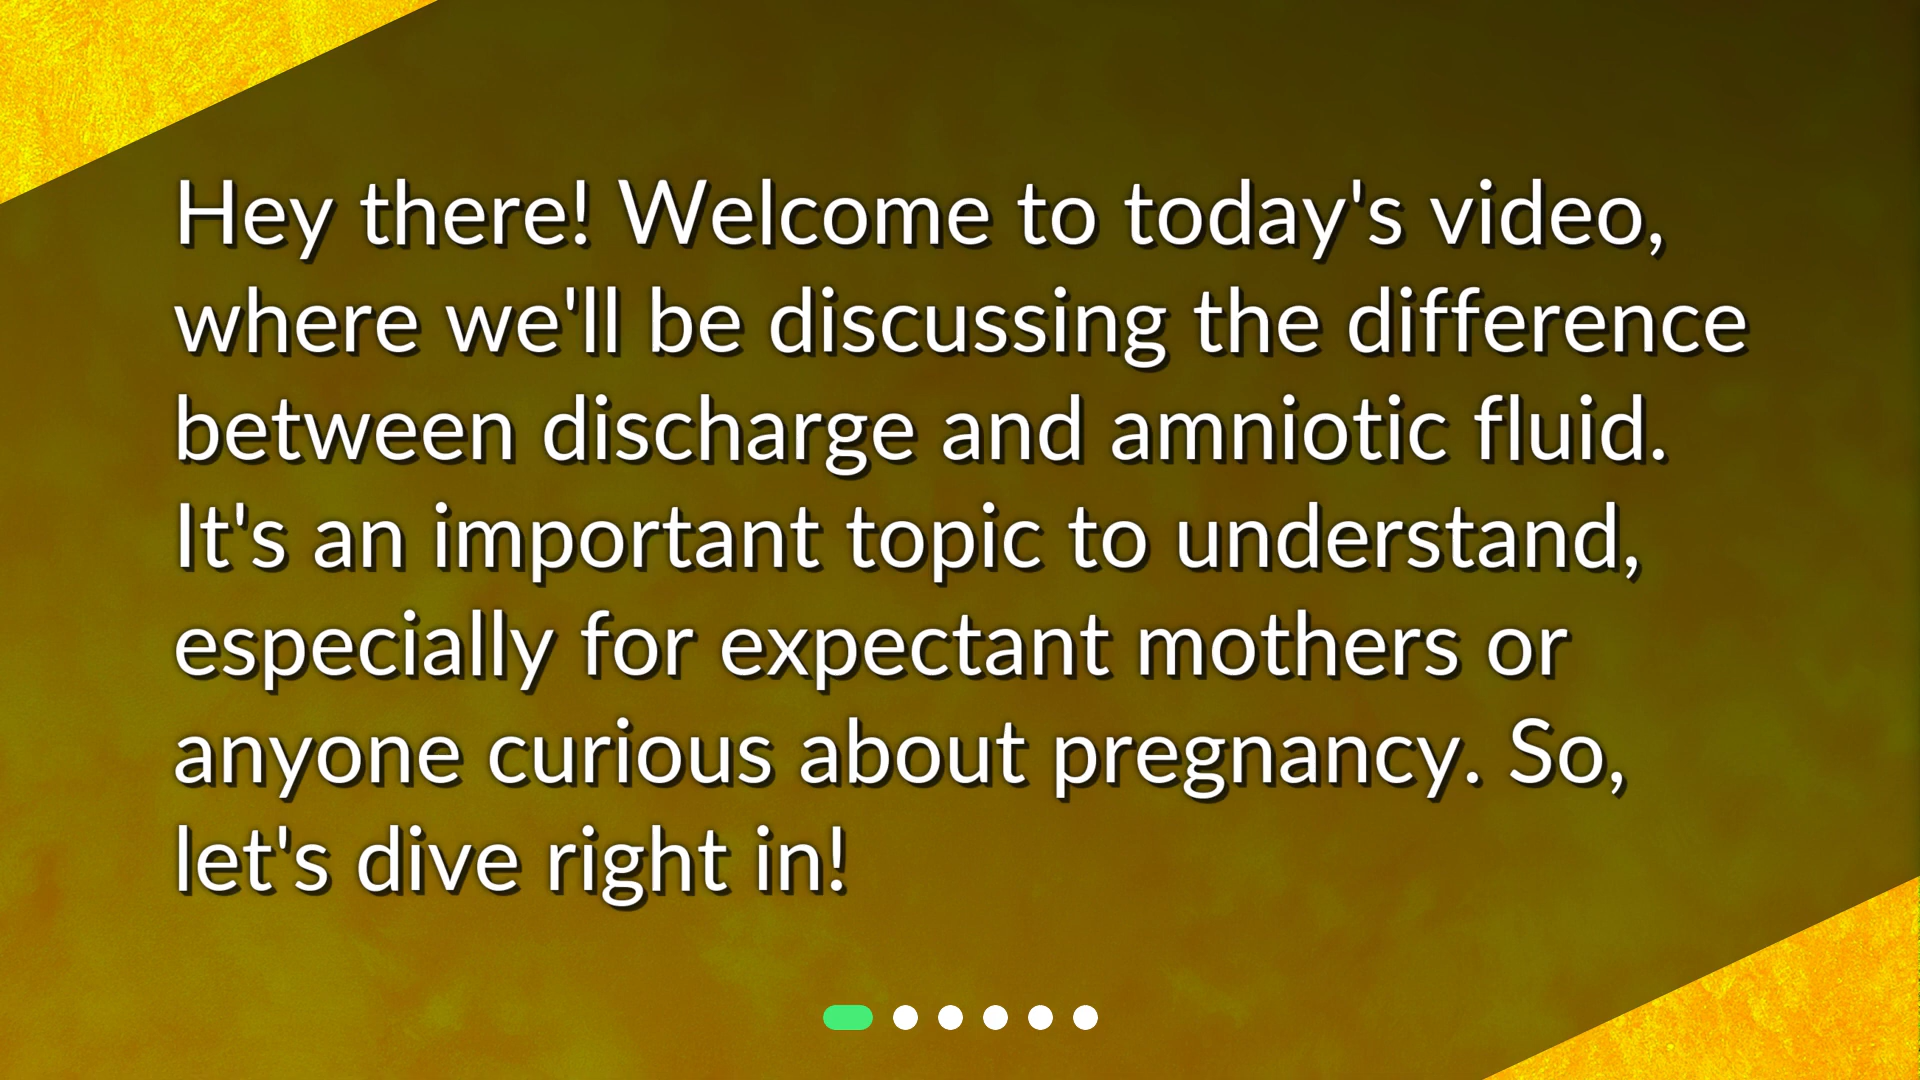 Hey there! Welcome to today's video,
where we'll be discussing the difference
between discharge and amniotic fluid.
It's an important topic to understand,
especially for expectant mothers or
anyone curious about pregnancy. So,
let's dive right in!